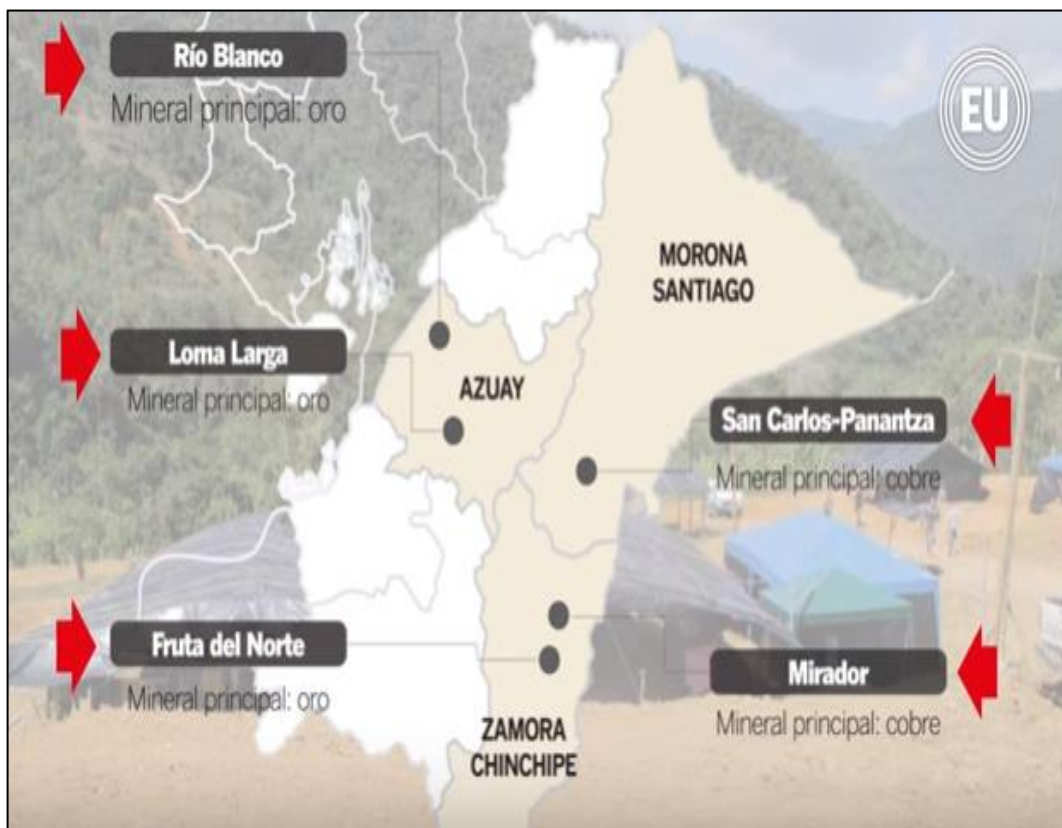 Río Blanco
Mineral principal: oro
EU
MORONA
SANTIAGO
Loma Larga
Mineral principal: oro
AZUAY
San Carlos-Panantza
Mineral principal: cobre
Fruta del Norte
Mineral principal: oro
Mirador
Mineral principal: cobre
ZAMORA
CHINCHIPE